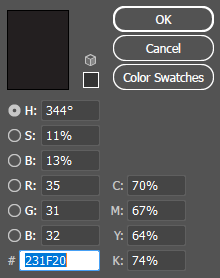 OK
Cancel
Color Swatches
H: 344°
S: 11%
B: 13%
R: 35 C: 70%
G: 31 M: 67%
B: 32 Y: 64%
# 231F20 K: 74%